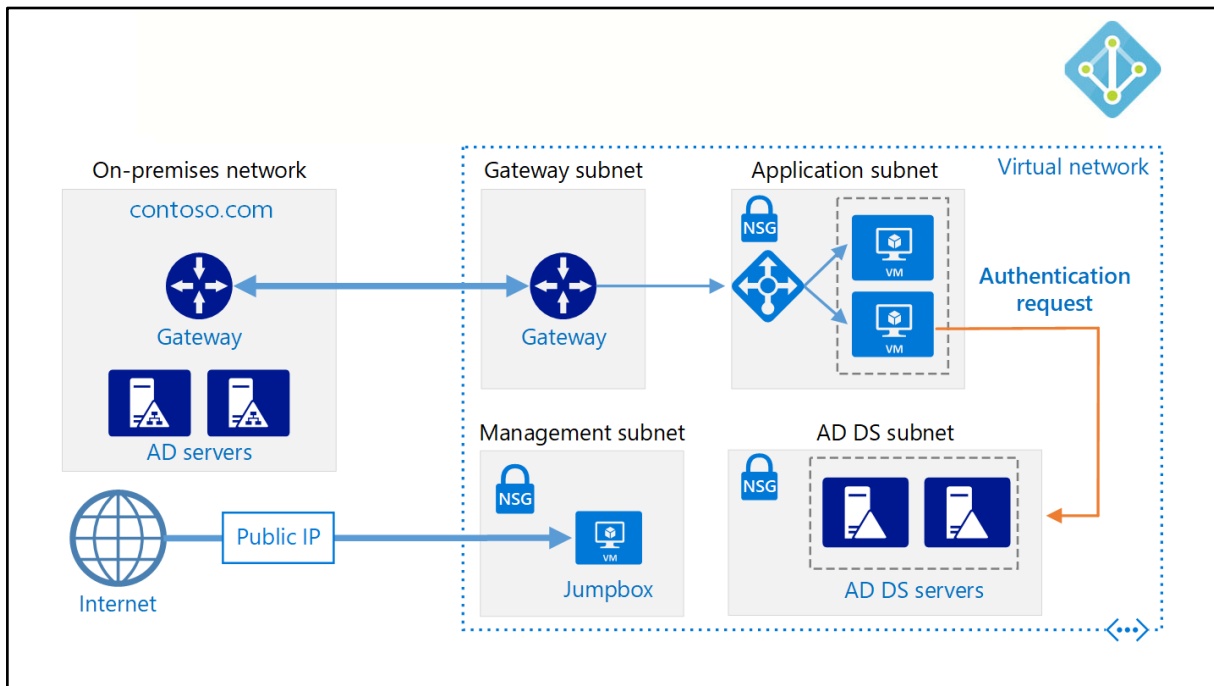 On-premises network
contoso.com
Gateway
AD servers
Internet
Public IP
Virtual network
Gateway subnet
Gateway
Application subnet
NSG
VM
VM
Authentication
request
Management subnet
NSG
VM
Jumpbox
AD DS subnet
NSG
AD DS servers